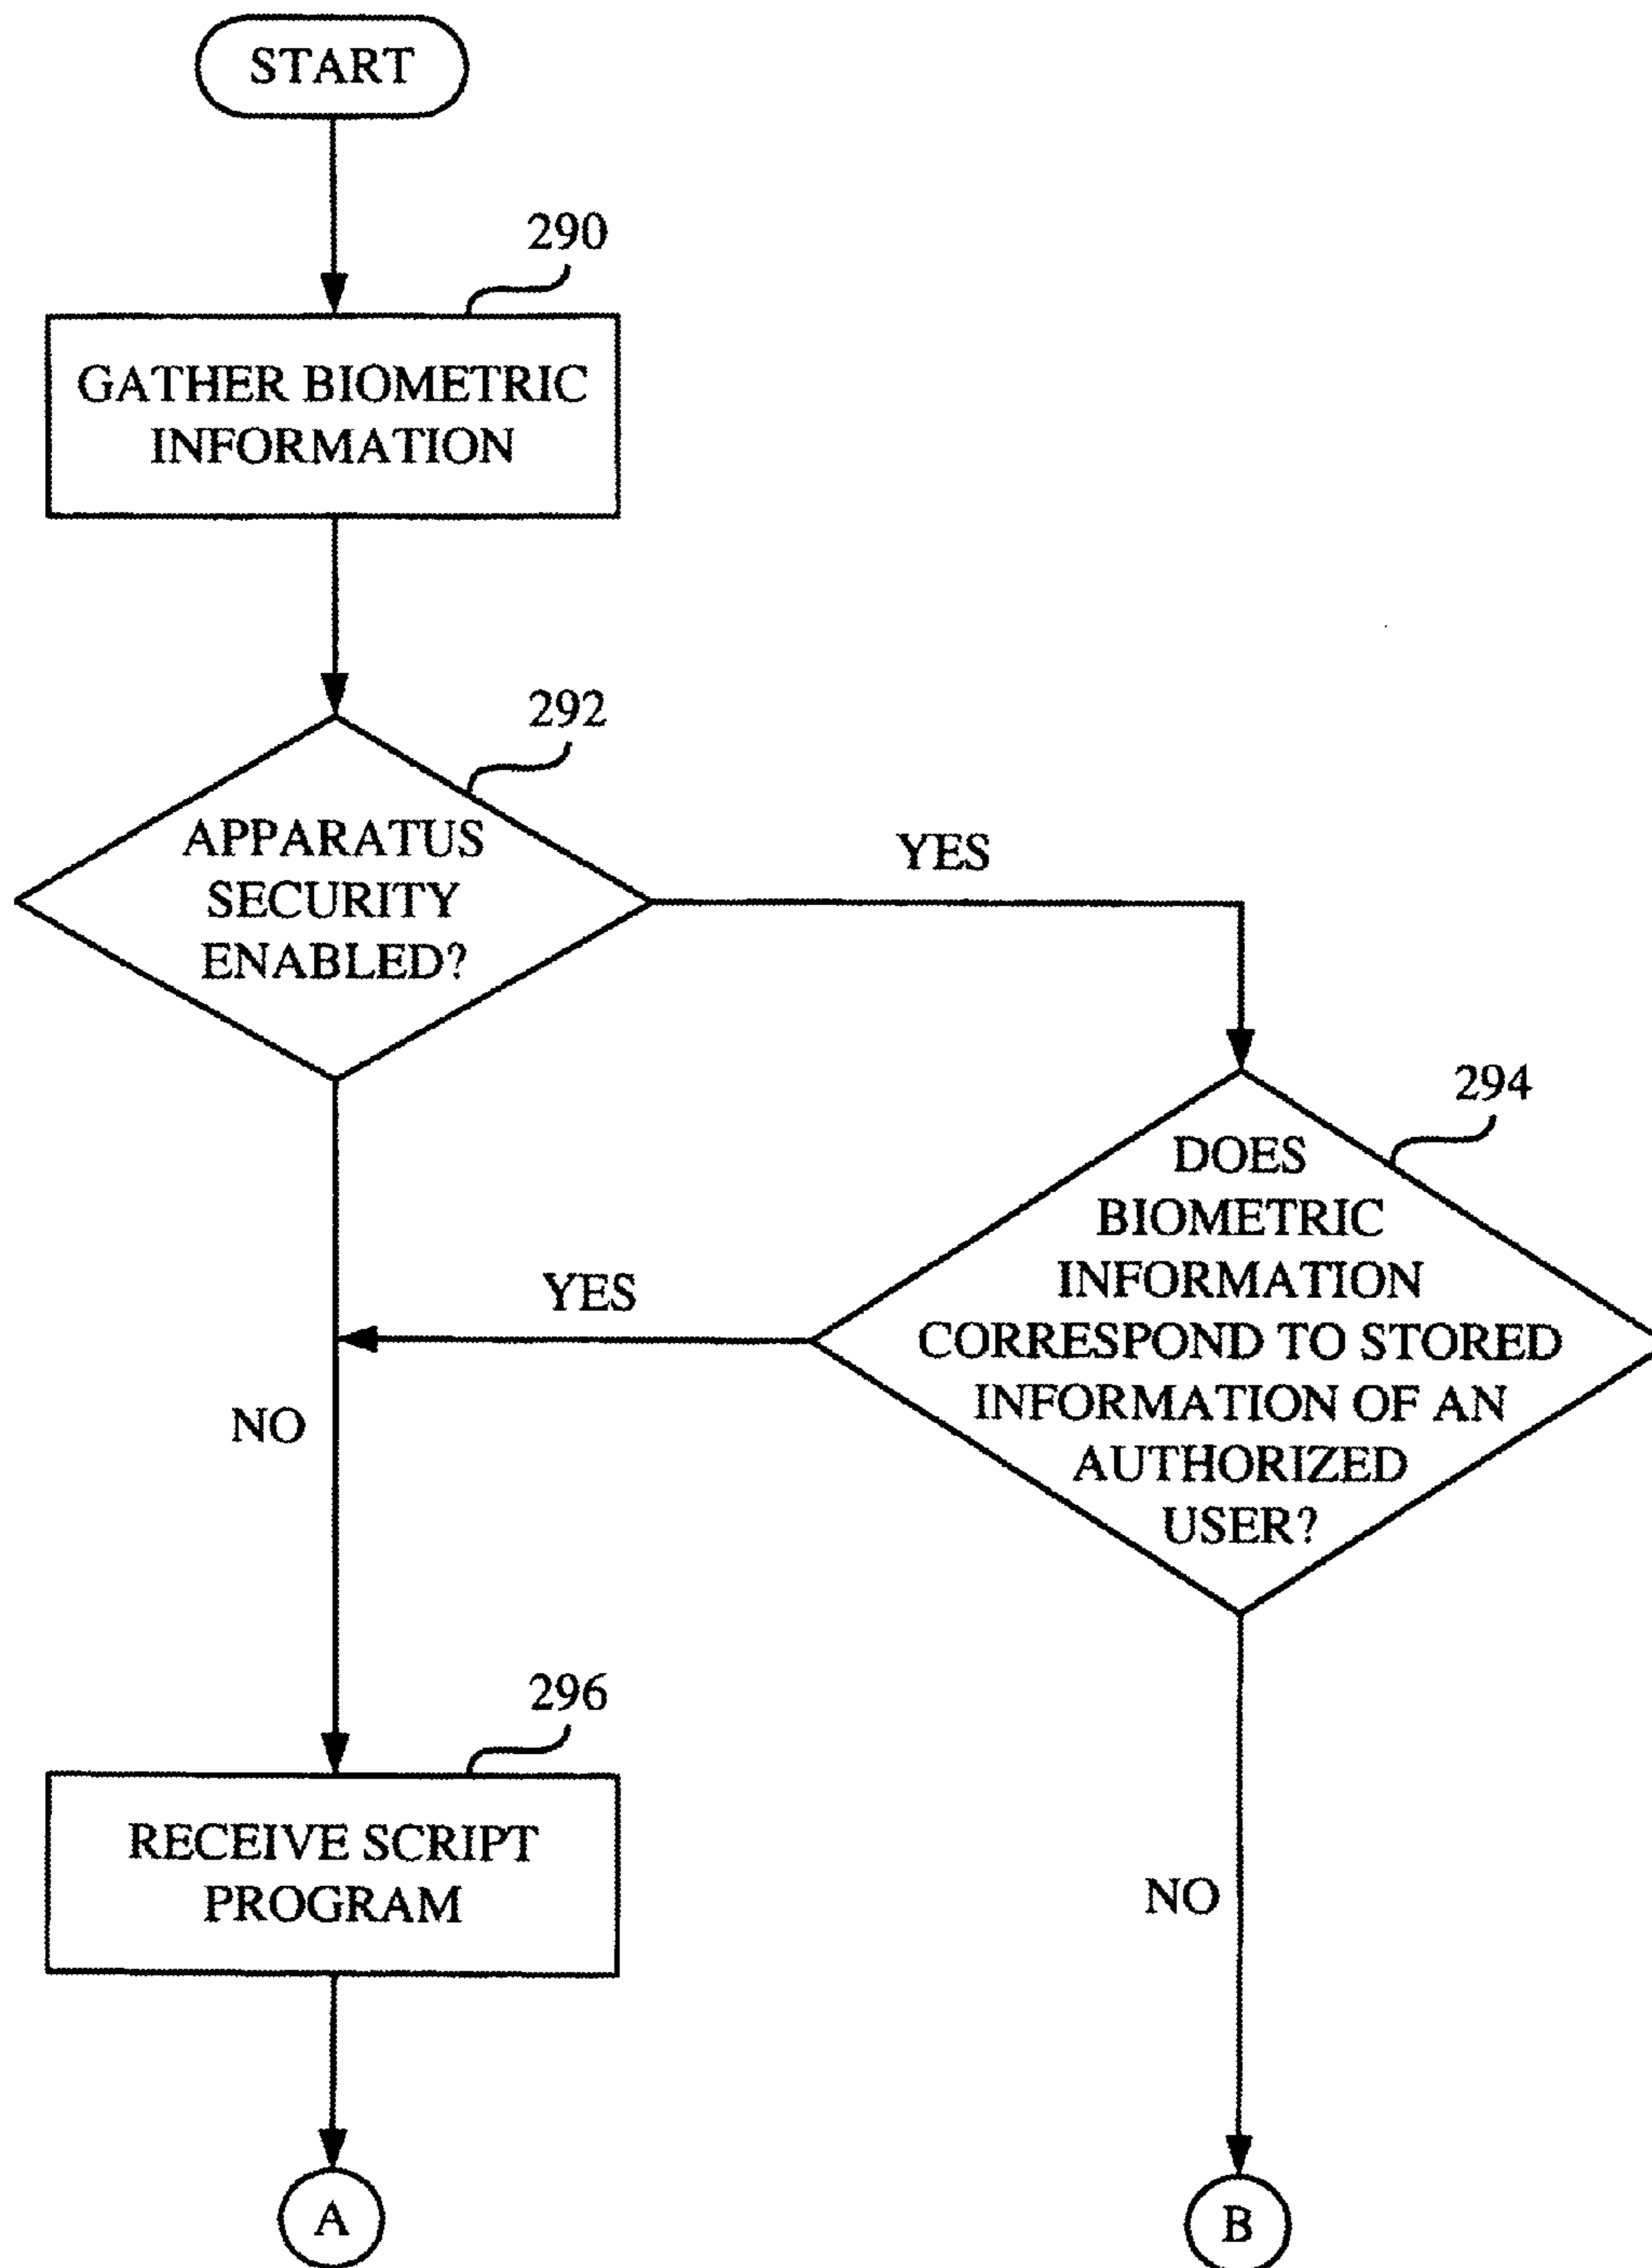 START
290
GATHER BIOMETRIC
INFORMATION
292
APPARATUS
SECURITY
ENABLED?
YES
294
DOES
BIOMETRIC
INFORMATION
CORRESPOND TO STORED
INFORMATION OF AN
AUTHORIZED
USER?
YES
NO
296
RECEIVE SCRIPT
PROGRAM
NO
A
B